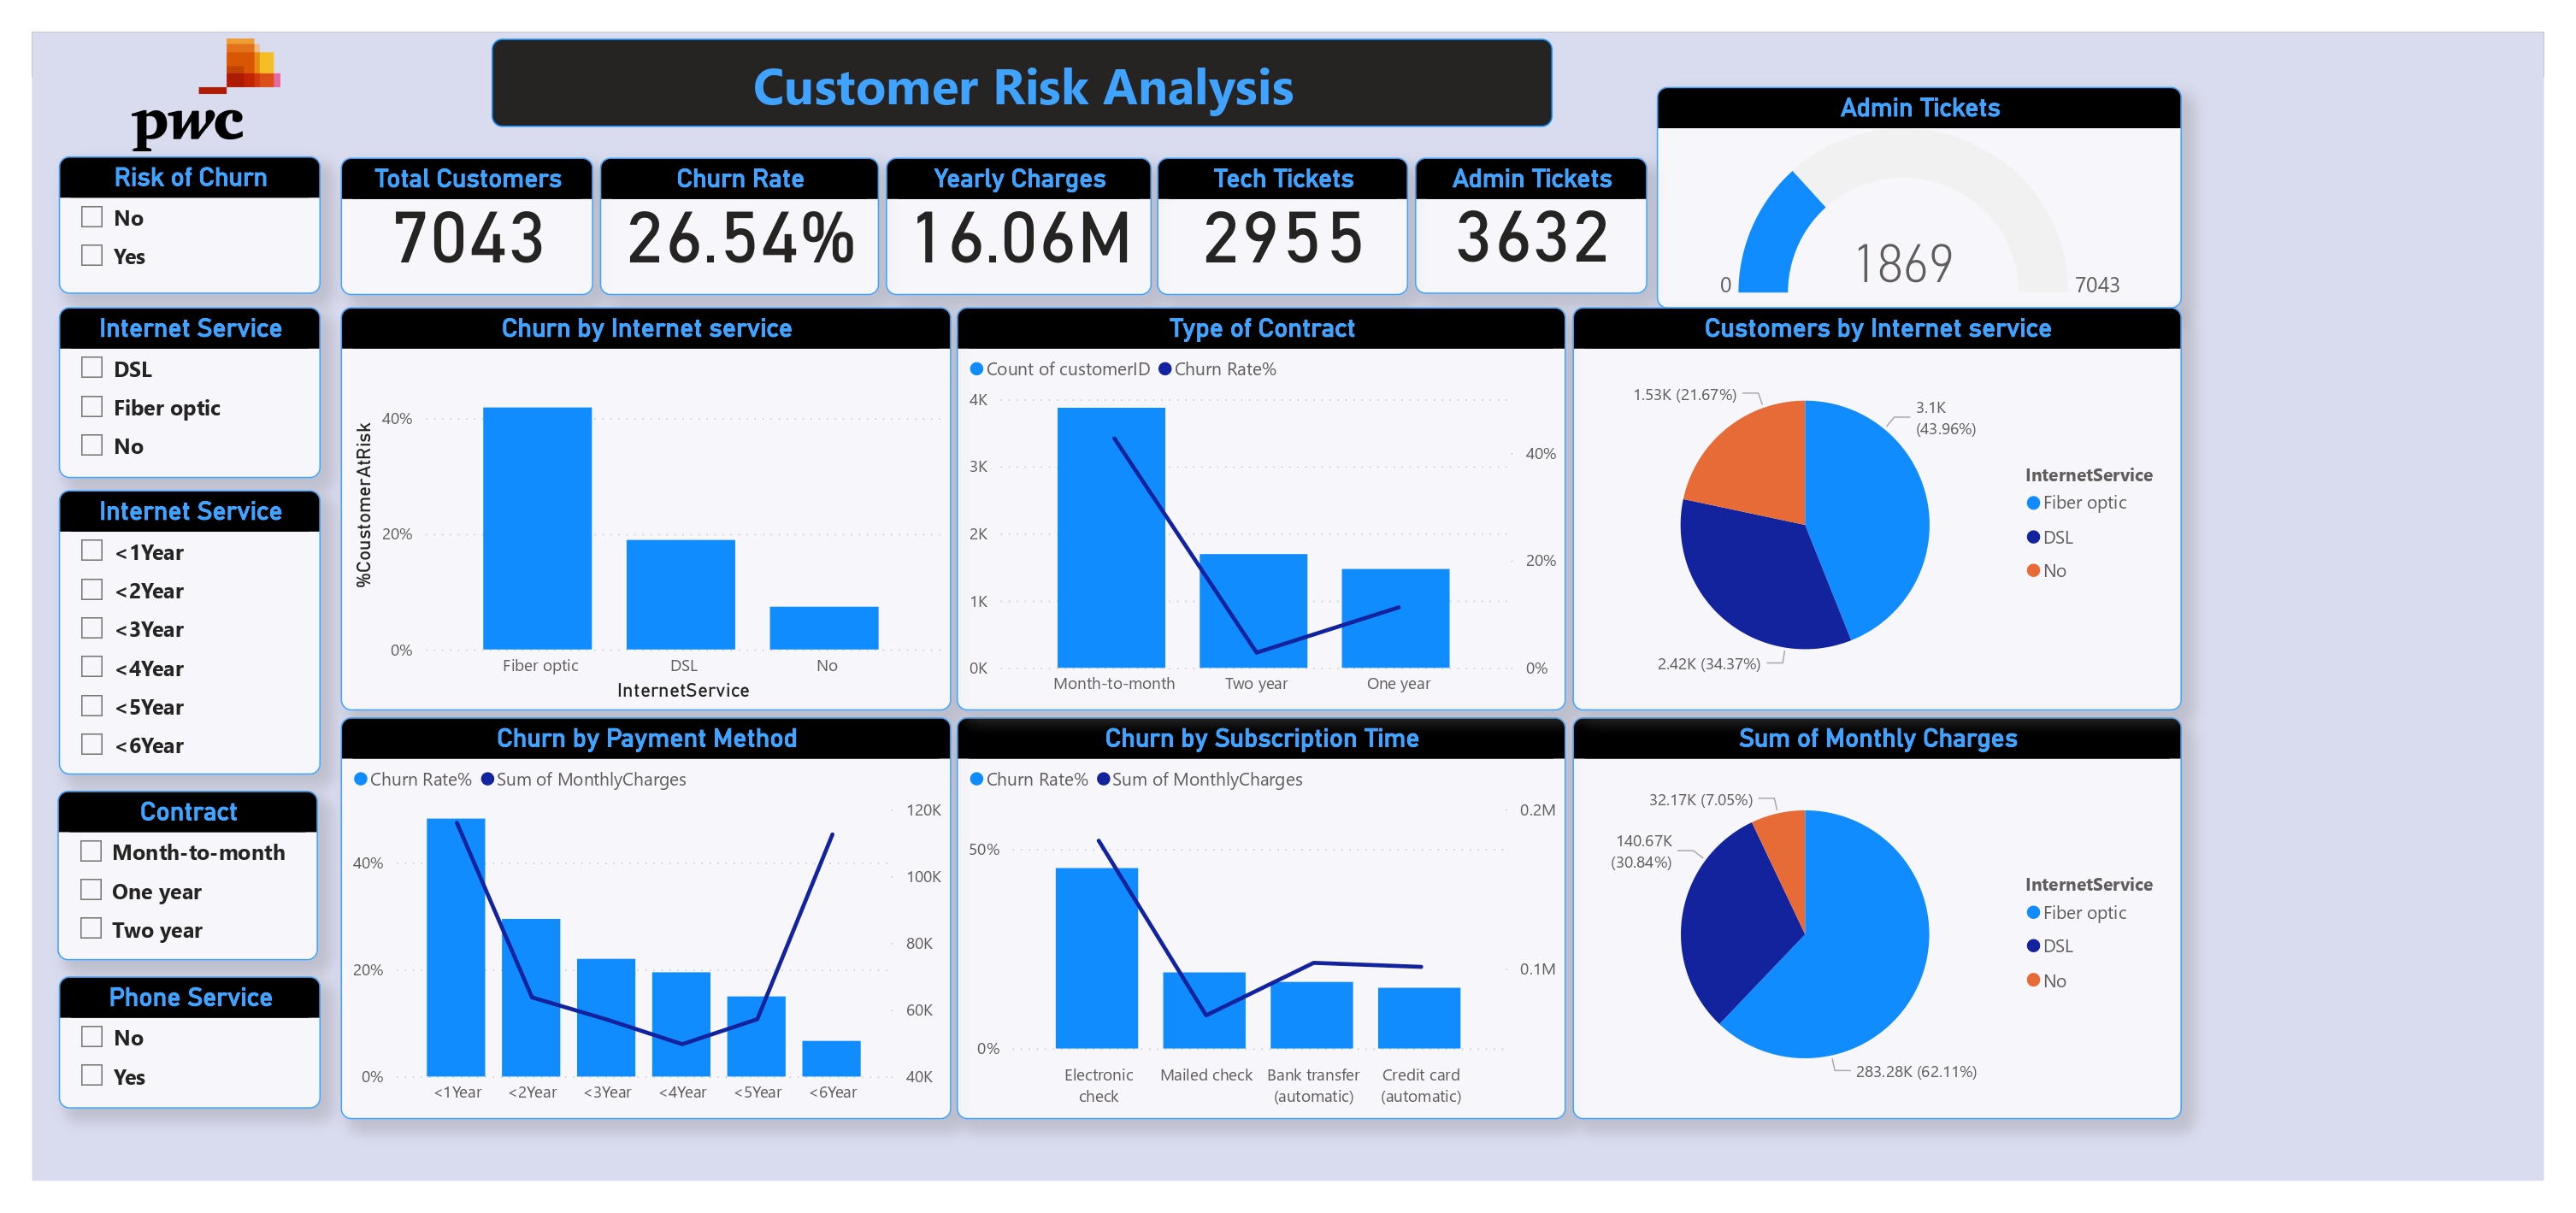 pwc
Customer Risk Analysis
Risk of Churn
No
Yes
Total Customers
7043
Churn Rate
26.54%
Yearly Charges
16.06M
Tech Tickets
2955
Admin Tickets
3632
Admin Tickets
1869
0
7043
Internet Service
DSL
Fiber optic
No
Internet Service
<1Year
<2Year
<3Year
<4Year
<5Year
<6Year
Contract
Month-to-month
One year
Two year
Phone Service
No
Yes
Churn by Internet service
%CoustomerAtRisk
40%
20%
0%
Fiber optic
DSL
No
InternetService
Type of Contract
Count of customerID
Churn Rate%
4K
3K
2K
1K
0K
40%
20%
0%
Month-to-month
Two year
One year
Customers by Internet service
1.53K (21.67%)
3.1K
(43.96%)
2.42K (34.37%)
InternetService
Fiber optic
DSL
No
Churn by Payment Method
Churn Rate%
Sum of MonthlyCharges
40%
20%
0%
120K
100K
80K
60K
40K
<1Year
<2Year
<3Year
<4Year
<5Year
<6Year
Churn by Subscription Time
Churn Rate%
Sum of MonthlyCharges
50%
0%
0.2M
0.1M
Electronic
check
Mailed check
Bank transfer
(automatic)
Credit card
(automatic)
Sum of Monthly Charges
32.17K (7.05%)
140.67K
(30.84%)
283.28K (62.11%)
InternetService
Fiber optic
DSL
No